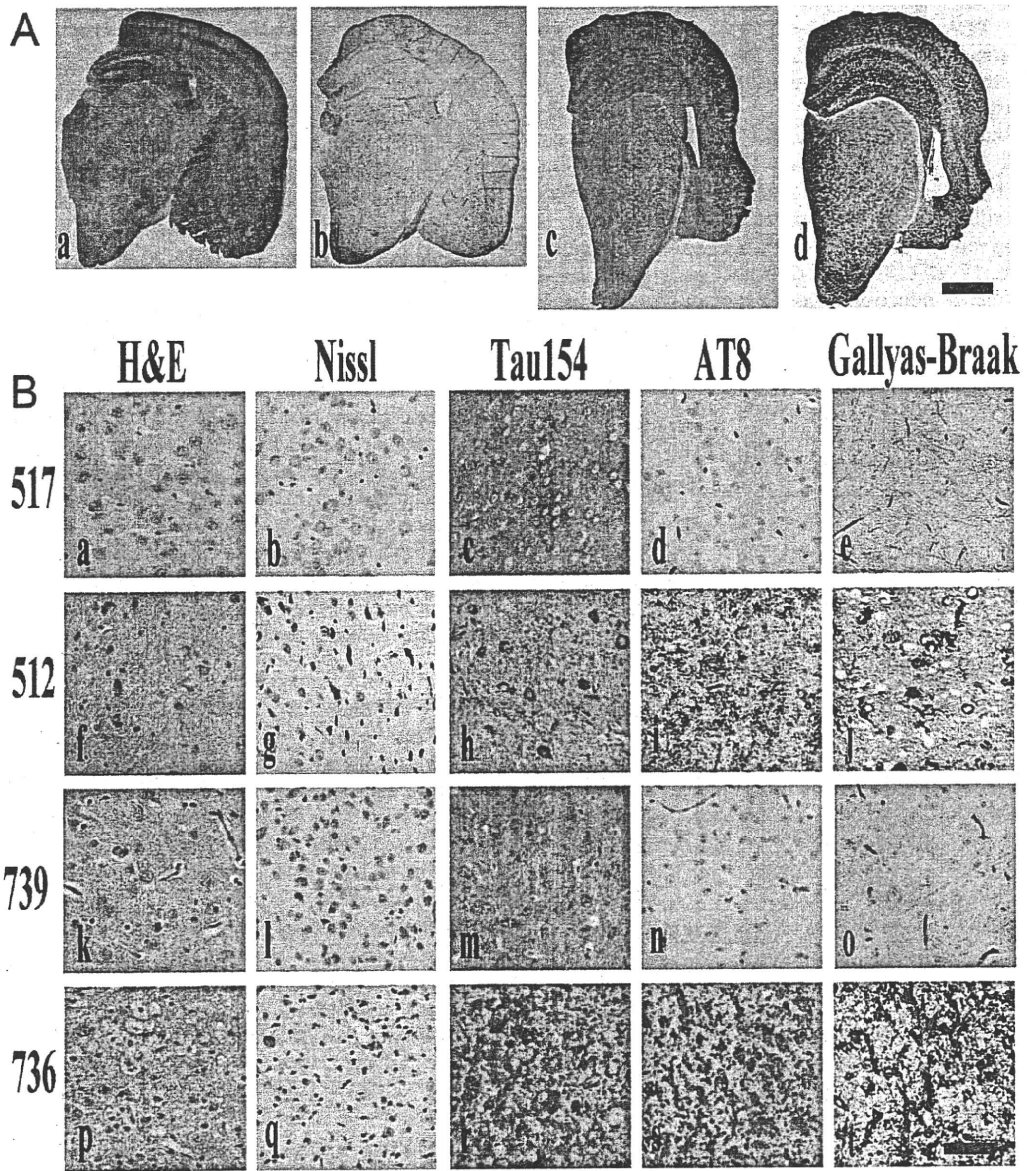 A
a b c d
H&E Nissl Tau154 AT8 Gallyas-Braak
B
517
a b c d e
512
f g h i j
739
k l m n o
736
p q r